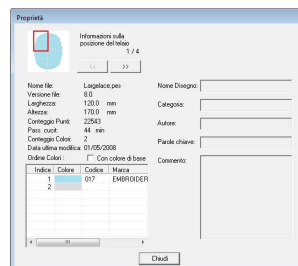 Proprietà
Informazioni sulla
posizione del telaio
1 / 4
<< >>
Nome file: Largelace.pes
Versione file: 8.0
Larghezza: 120.0 mm
Altezza: 170.0 mm
Conteggio Punti: 22543
Pass. cucit: 44 min
Conteggio Colori: 2
Data ultima modifica: 01/05/2008
Ordine Colori : Con colore di base
Indice Colore Codice Marca
1 017 EMBROIDER
2
Nome Disegno:
Categoria:
Autore:
Parole chiave:
Commento:
Chiudi